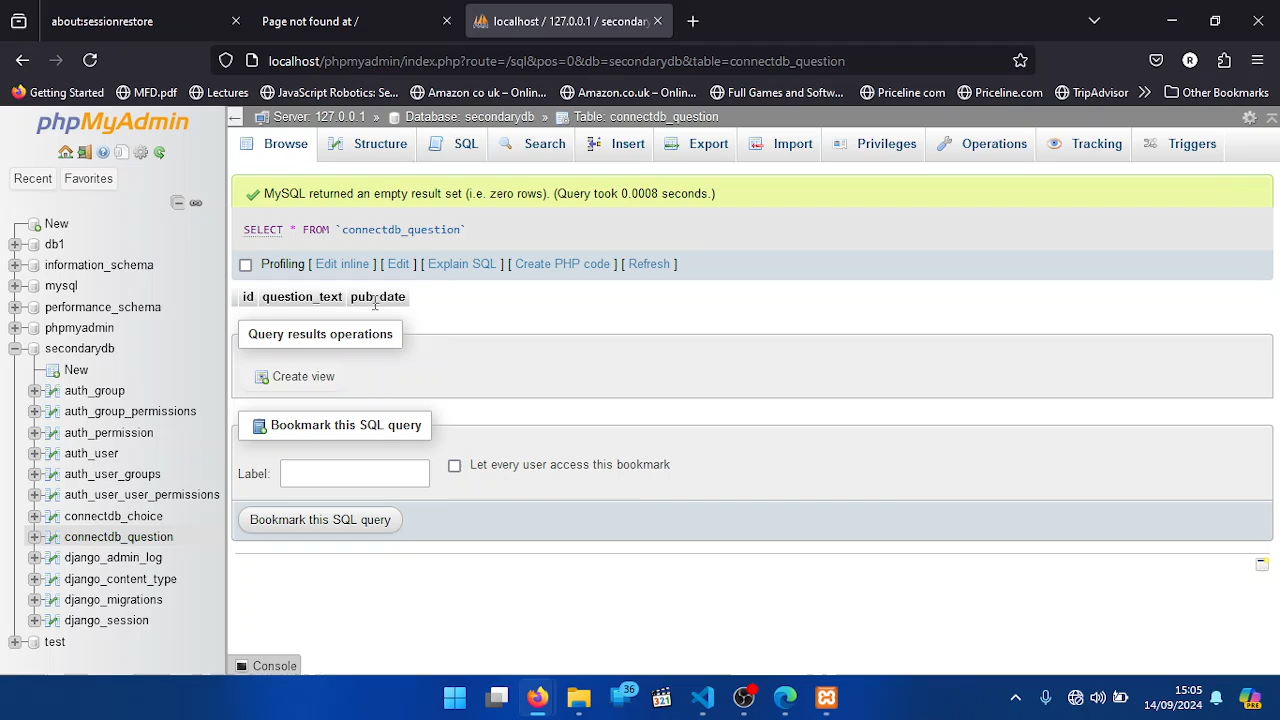 about:sessionrestore
Page not found at /
localhost / 127.0.0.1 / secondary
localhost/phpmyadmin/index.php?route=/sql&pos=0&db=secondarydb&table=connectdb_question
R
Getting Started
MFD.pdf
Lectures
JavaScript Robotics: Se...
Amazon co uk – Onlin...
Amazon.co.uk – Onlin...
Full Games and Softw...
Priceline com
Priceline.com
TripAdvisor
Other Bookmarks
phpMyAdmin
Server: 127.0.0.1 » Database: secondarydb » Table: connectdb_question
Browse
Structure
SQL
Search
Insert
Export
Import
Privileges
Operations
Tracking
Triggers
Recent
Favorites
New
db1
information_schema
mysql
performance_schema
phpmyadmin
secondarydb
New
auth_group
auth_group_permissions
auth_permission
auth_user
auth_user_groups
auth_user_user_permissions
connectdb_choice
connectdb_question
django_admin_log
django_content_type
django_migrations
django_session
test
MySQL returned an empty result set (i.e. zero rows). (Query took 0.0008 seconds.)
SELECT * FROM `connectdb_question`
Profiling [ Edit inline ] [ Edit ] [ Explain SQL ] [ Create PHP code ] [ Refresh ]
id question_text pub_date
Query results operations
Create view
Bookmark this SQL query
Label:
Let every user access this bookmark
Bookmark this SQL query
Console
36
321
15:05
14/09/2024
PRE